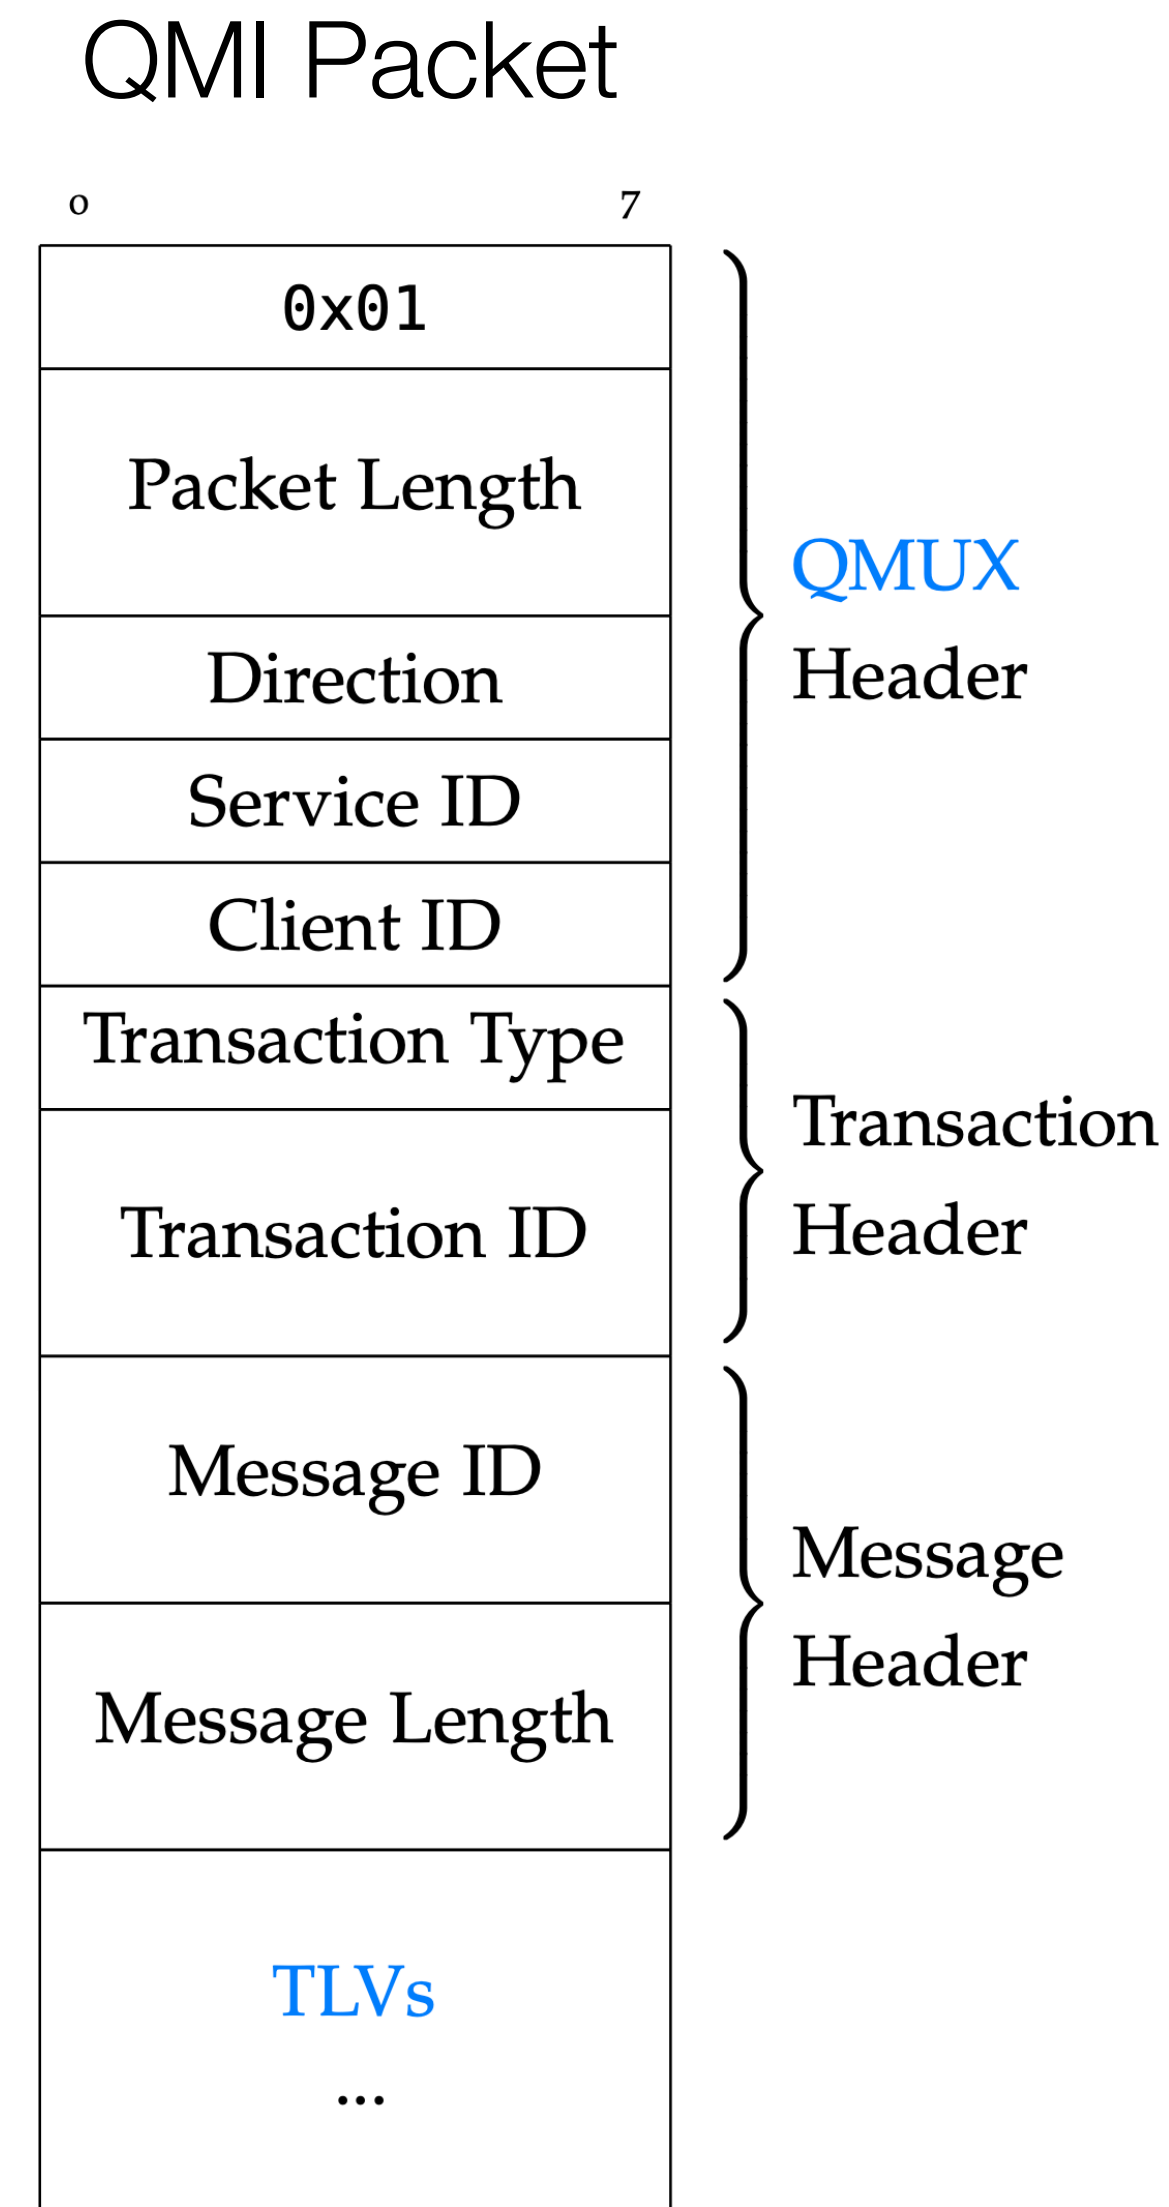 QMI Packet
0 7
0x01
Packet Length
Direction
Service ID
Client ID
QMUX
Header
Transaction Type
Transaction ID
Transaction
Header
Message ID
Message Length
Message
Header
TLVs
...